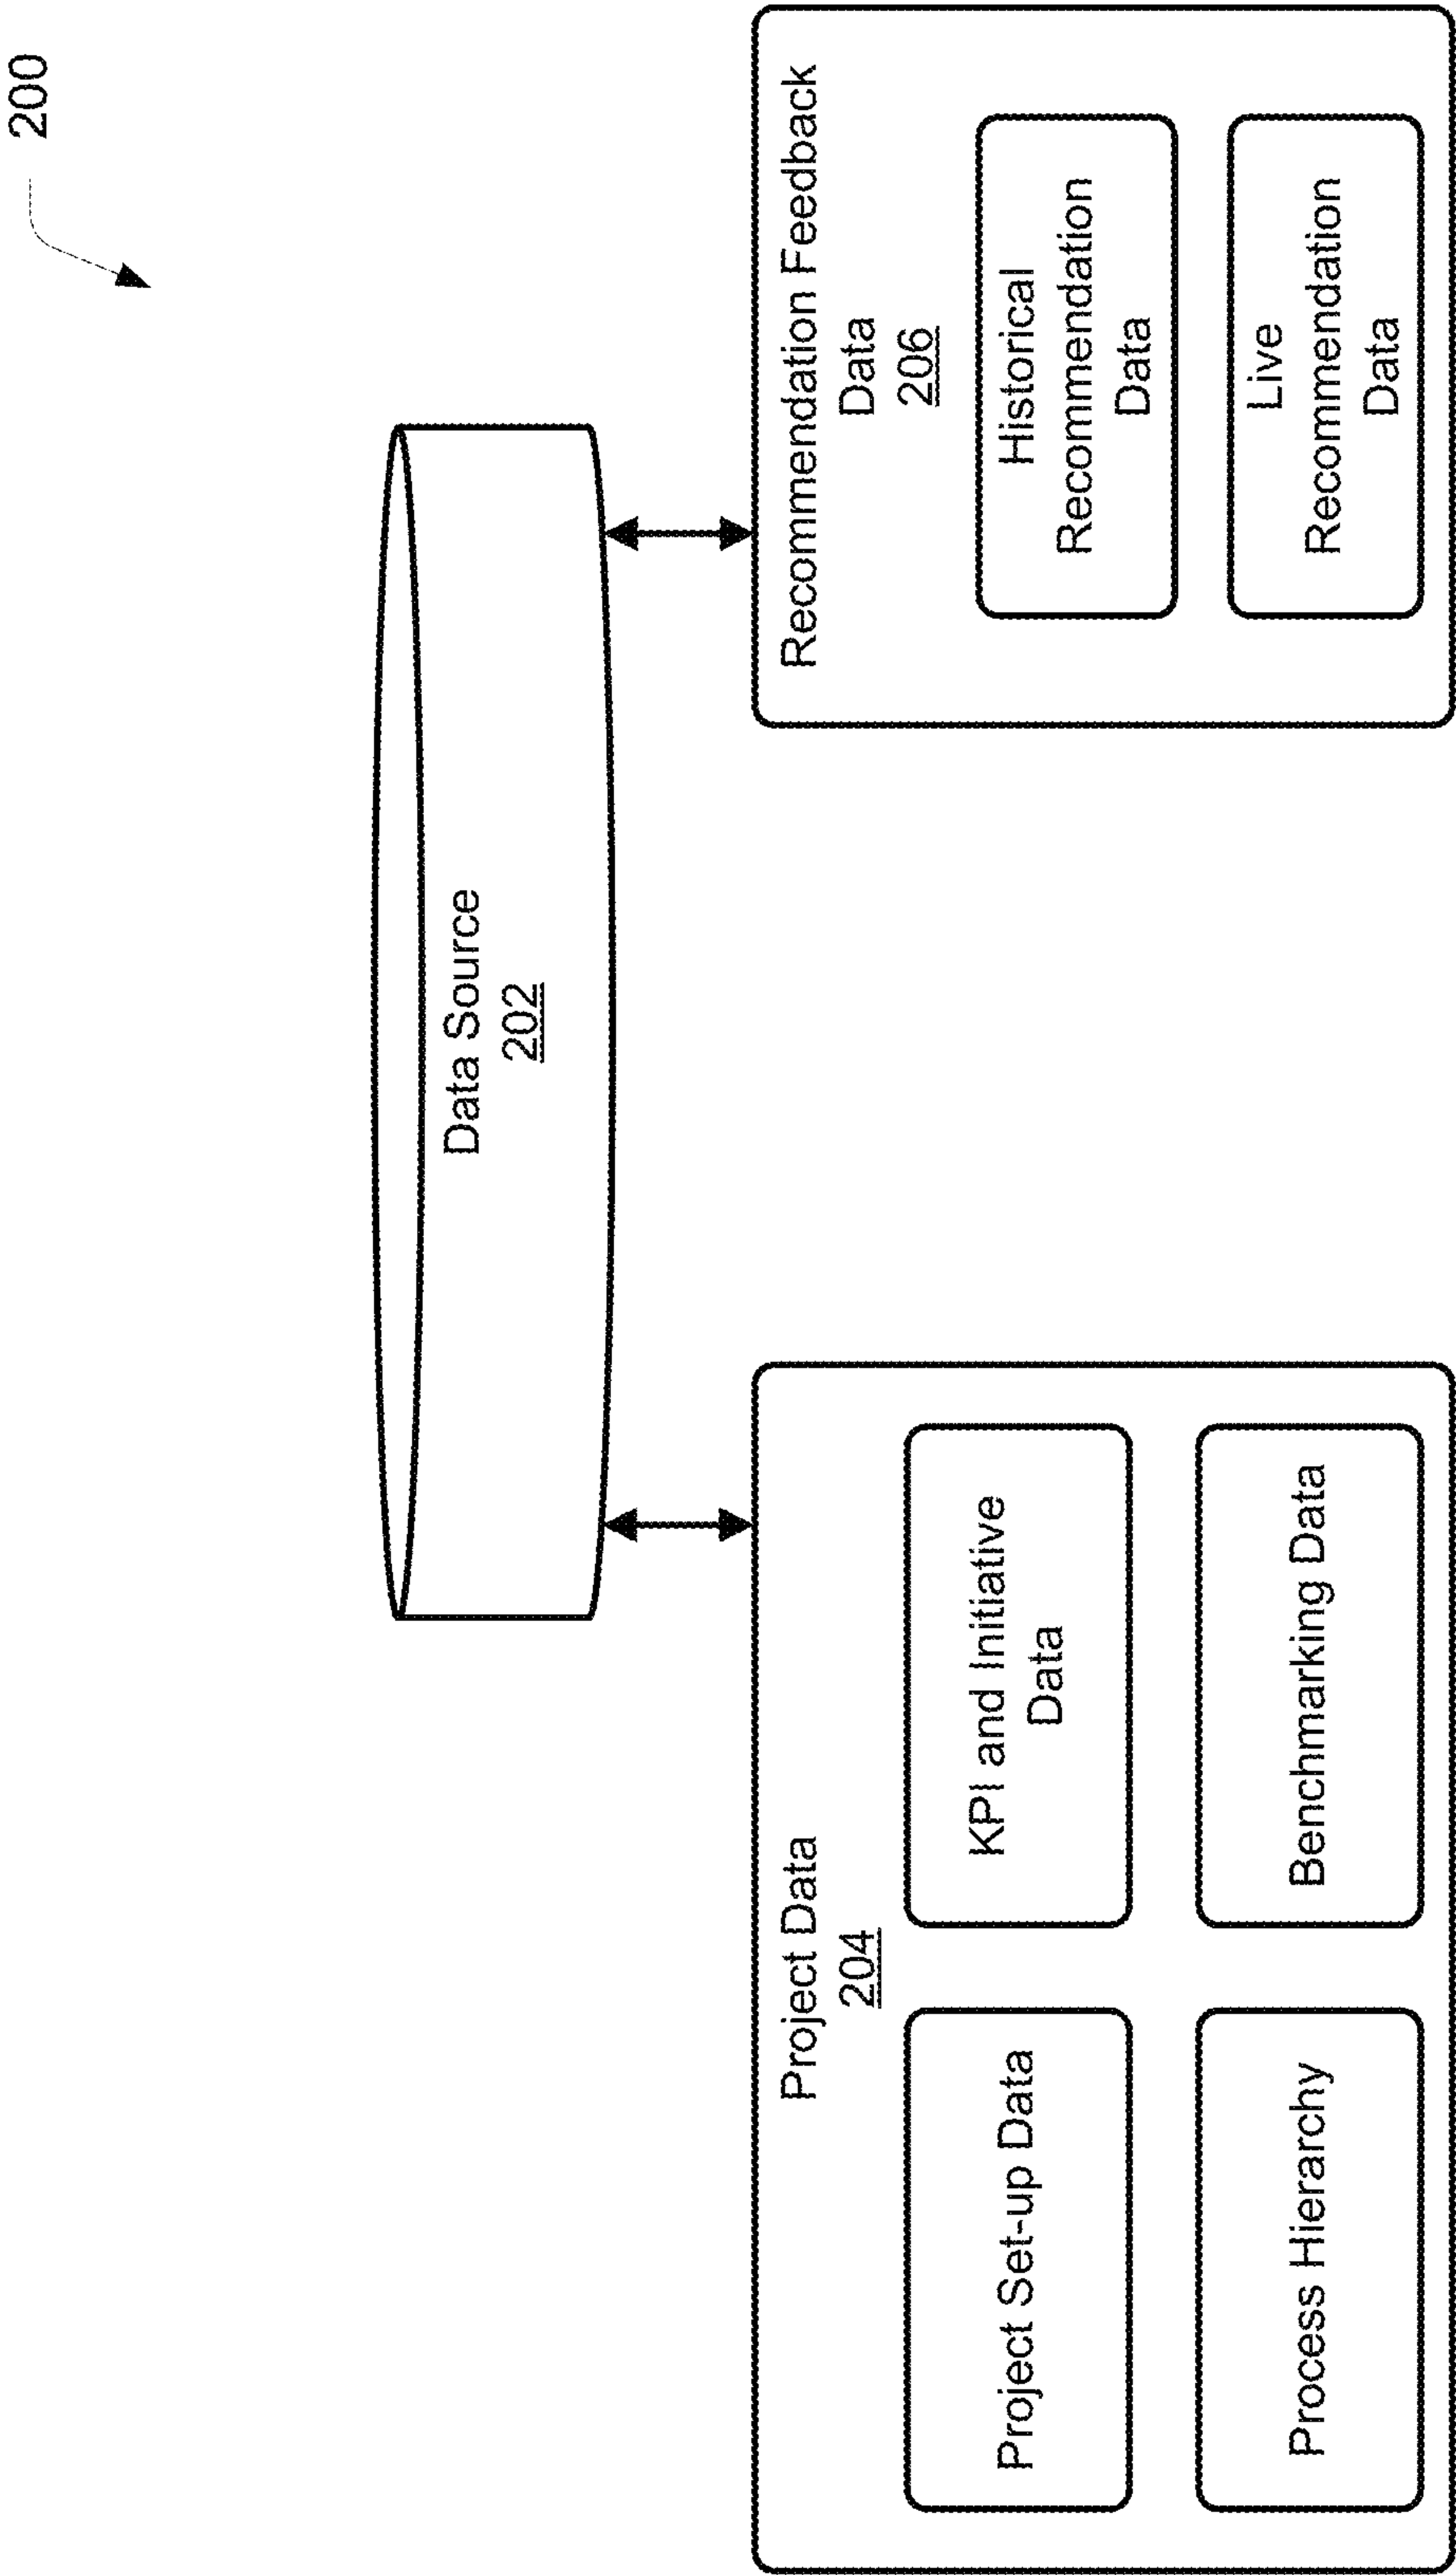 200
Data Source
202
Project Data
204
Project Set-up Data
KPI and Initiative
Data
Process Hierarchy
Benchmarking Data
Recommendation Feedback
Data
206
Historical
Recommendation
Data
Live
Recommendation
Data